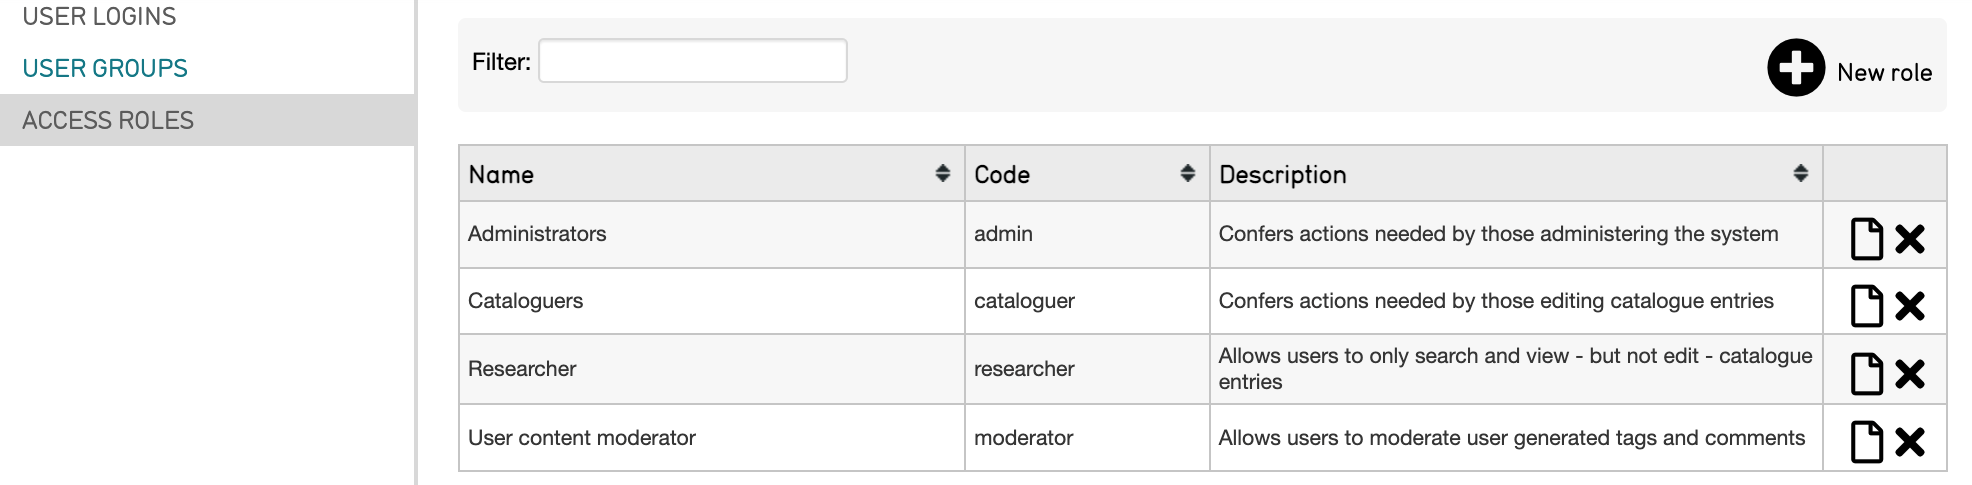 USER LOGINS
USER GROUPS
ACCESS ROLES
Filter:
New role
Name Code Description
Administrators admin Confers actions needed by those administering the system
Cataloguers cataloguer Confers actions needed by those editing catalogue entries
Researcher researcher Allows users to only search and view - but not edit - catalogue
entries
User content moderator moderator Allows users to moderate user generated tags and comments